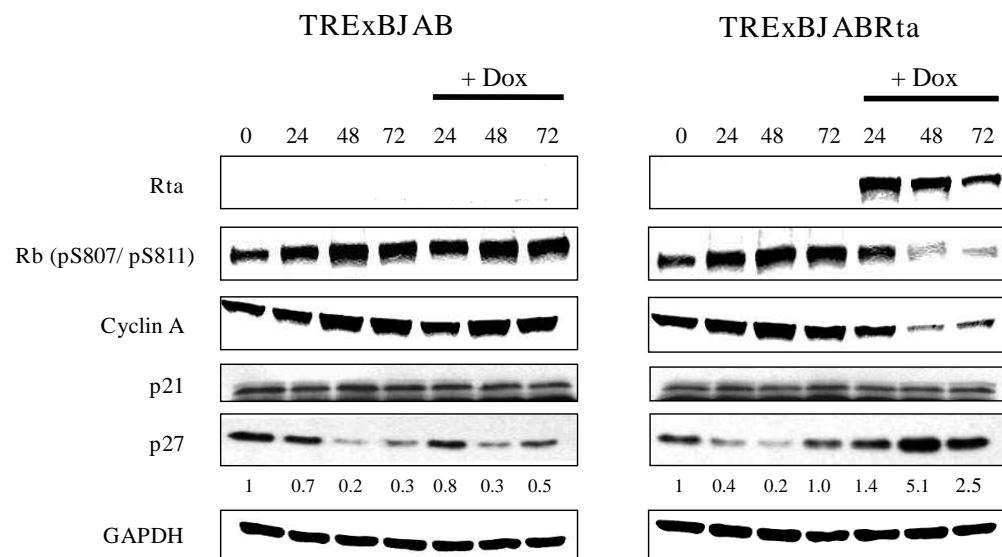 TRExBJAB TRExBJABRta
+ Dox + Dox
0 24 48 72 24 48 72 0 24 48 72 24 48 72
Rta
Rb (pS807/ pS811)
Cyclin A
p21
p27
1 0.7 0.2 0.3 0.8 0.3 0.5 1 0.4 0.2 1.0 1.4 5.1 2.5
GAPDH